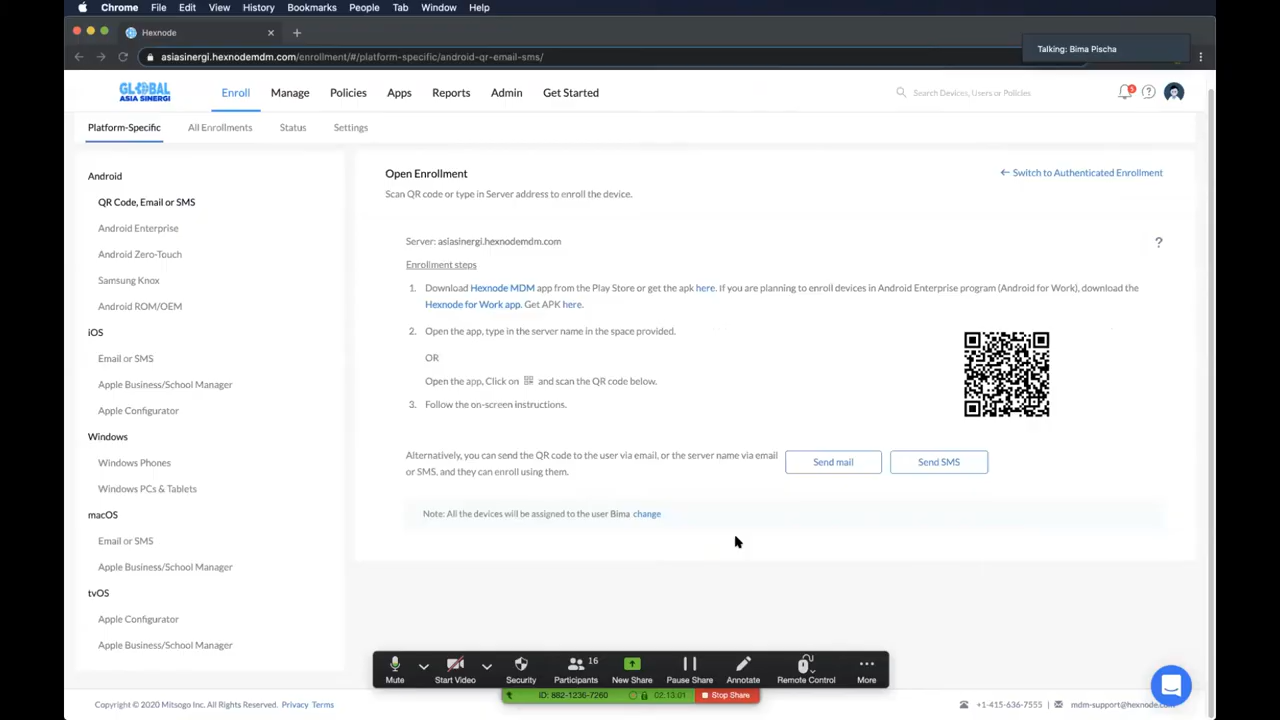 Chrome File Edit View History Bookmarks People Tab Window Help
Hexnode
Talking: Bima Pischa
asiasinergi.hexnodemdm.com/enrollment/#/platform-specific/android-qr-email-sms/
GLOBAL
ASIA SINERGI
Enroll Manage Policies Apps Reports Admin Get Started
Search Devices, Users or Policies
5
Platform-Specific All Enrollments Status Settings
Android
QR Code, Email or SMS
Android Enterprise
Android Zero-Touch
Samsung Knox
Android ROM/OEM
iOS
Email or SMS
Apple Business/School Manager
Apple Configurator
Windows
Windows Phones
Windows PCs & Tablets
macOS
Email or SMS
Apple Business/School Manager
tvOS
Apple Configurator
Apple Business/School Manager
Open Enrollment
← Switch to Authenticated Enrollment
Scan QR code or type in Server address to enroll the device.
Server: asiasinergi.hexnodemdm.com
?
Enrollment steps
1. Download Hexnode MDM app from the Play Store or get the apk here. If you are planning to enroll devices in Android Enterprise program (Android for Work), download the
Hexnode for Work app. Get APK here.
2. Open the app, type in the server name in the space provided.
OR
Open the app, Click on and scan the QR code below.
3. Follow the on-screen instructions.
Alternatively, you can send the QR code to the user via email, or the server name via email
or SMS, and they can enroll using them.
Send mail Send SMS
Note: All the devices will be assigned to the user Bima change
16
Mute Start Video Security Participants New Share Pause Share Annotate Remote Control More
ID: 882-1236-7260 02:13:01 Stop Share
Copyright © 2020 Mitsogo Inc. All Rights Reserved. Privacy Terms
+1-415-636-7555 mdm-support@hexnode.com